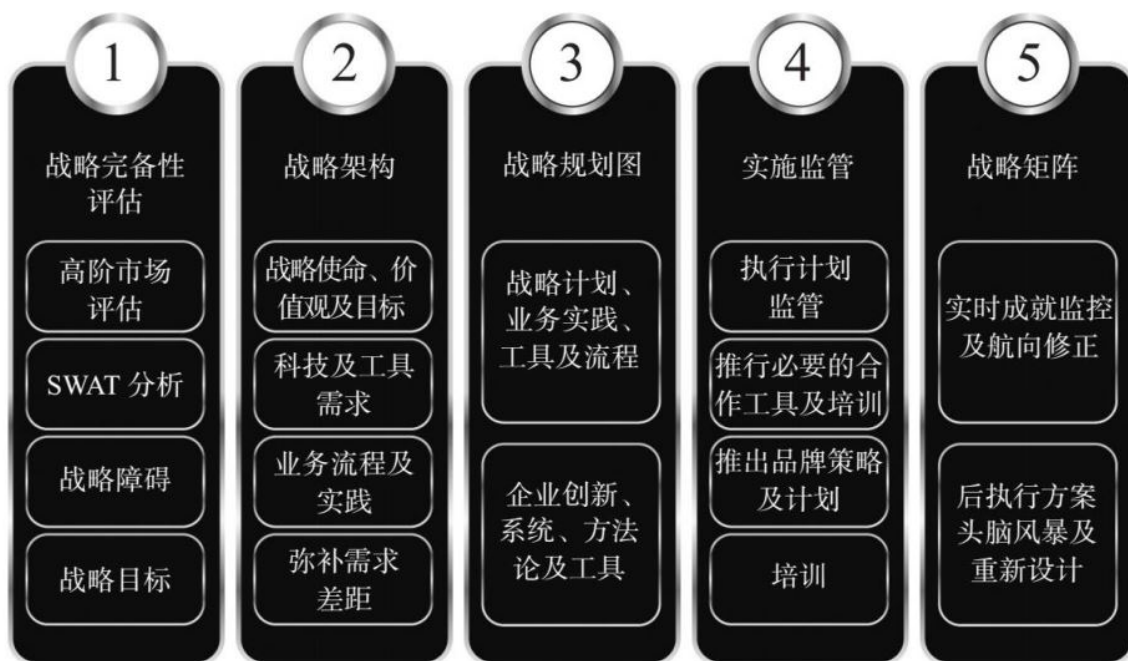 1
战略完备性
评估
高阶市场
评估
SWAT 分析
战略障碍
战略目标
2
战略架构
战略使命、价
值观及目标
科技及工具
需求
业务流程及
实践
弥补需求
差距
3
战略规划图
战略计划、
业务实践、
工具及流程
企业创新、
系统、方法
论及工具
4
实施监管
执行计划
监管
推行必要的合
作工具及培训
推出品牌策略
及计划
培训
5
战略矩阵
实时成就监控
及航向修正
后执行方案
头脑风暴及
重新设计